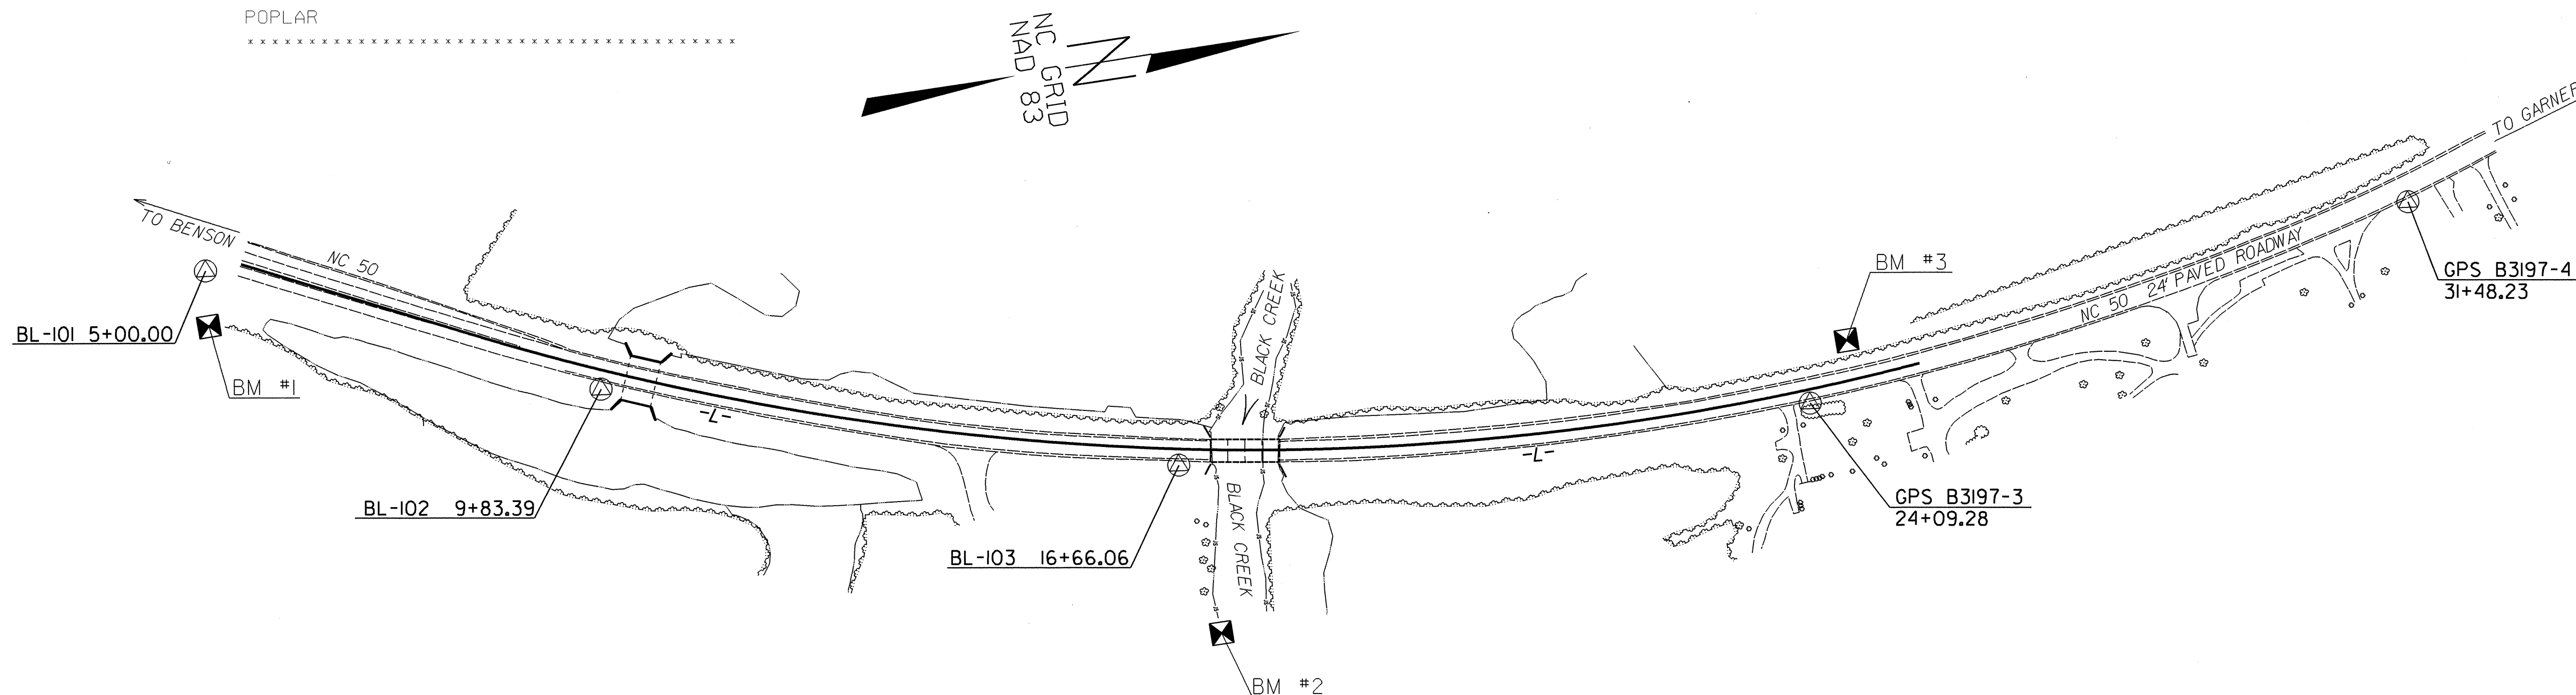 POPLAR
* * * * * * * * * * * * * * * * * * * * * * * * * * * * * * * * * * * * * * * *
NC GRID
NAD 83
N
TO GARNER
TO BENSON
NC 50
BL-101 5+00.00
BM #1
BL-102 9+83.39
-L-
BLACK CREEK
BM #3
NC 50 24' PAVED ROADWAY
GPS B3197-4
31+48.23
-L-
BLACK CREEK
BL-103 16+66.06
GPS B3197-3
24+09.28
BM #2